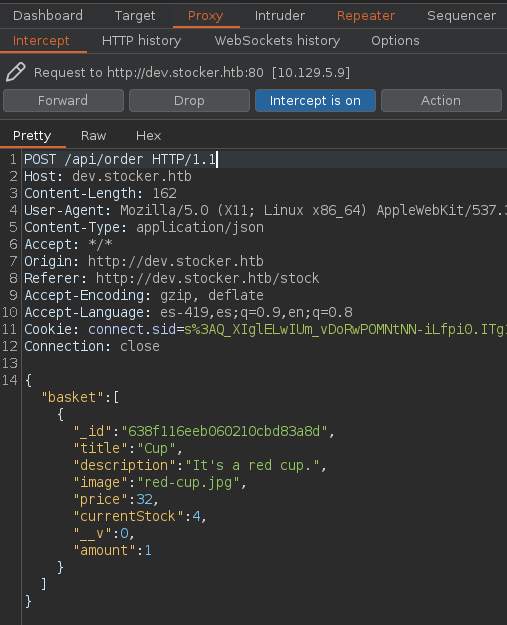 Dashboard Target Proxy Intruder Repeater Sequencer
Intercept HTTP history WebSockets history Options
Request to http://dev.stocker.htb:80 [10.129.5.9]
Forward Drop Intercept is on Action
Pretty Raw Hex
1 POST /api/order HTTP/1.1
2 Host: dev.stocker.htb
3 Content-Length: 162
4 User-Agent: Mozilla/5.0 (X11; Linux x86_64) AppleWebKit/537.3
5 Content-Type: application/json
6 Accept: */*
7 Origin: http://dev.stocker.htb
8 Referer: http://dev.stocker.htb/stock
9 Accept-Encoding: gzip, deflate
10 Accept-Language: es-419,es;q=0.9,en;q=0.8
11 Cookie: connect.sid=s%3AQ_XIglELwIUm_vDoRwPOMNtNN-iLfpi0.ITg1
12 Connection: close
13
14 {
"basket":[
{
"_id":"638f116eeb060210cbd83a8d",
"title":"Cup",
"description":"It's a red cup.",
"image":"red-cup.jpg",
"price":32,
"currentStock":4,
"__v":0,
"amount":1
}
]
}